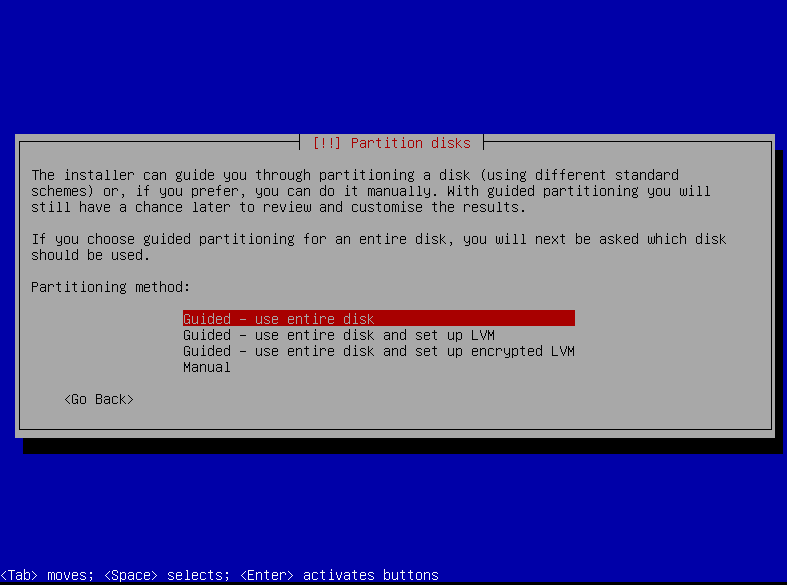 [!!] Partition disks
The installer can guide you through partitioning a disk (using different standard
schemes) or, if you prefer, you can do it manually. With guided partitioning you will
still have a chance later to review and customise the results.
If you choose guided partitioning for an entire disk, you will next be asked which disk
should be used.
Partitioning method:
Guided - use entire disk
Guided - use entire disk and set up LVM
Guided - use entire disk and set up encrypted LVM
Manual
<Go Back>
<Tab> moves; <Space> selects; <Enter> activates buttons